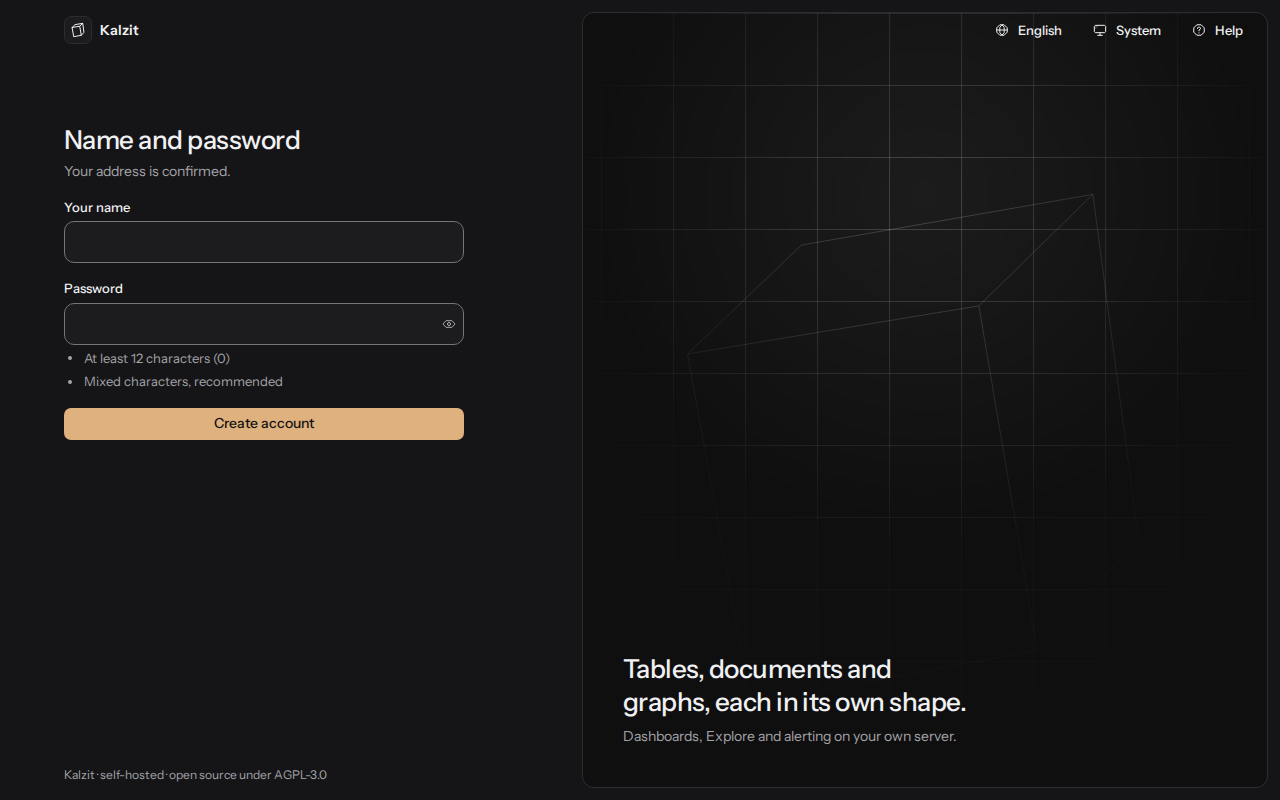 Kalzit
English
System
Help
Name and password
Your address is confirmed.
Your name
Password
At least 12 characters (0)
Mixed characters, recommended
Create account
Tables, documents and
graphs, each in its own shape.
Dashboards, Explore and alerting on your own server.
Kalzit · self-hosted · open source under AGPL-3.0